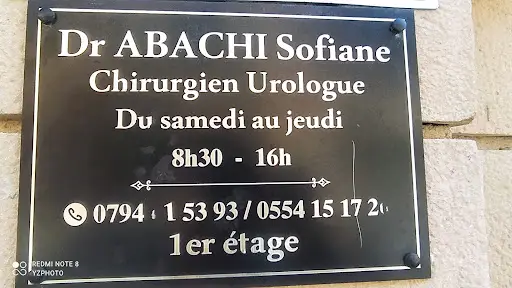 Dr ABACHI Sofiane
Chirurgien Urologue
Du samedi au jeudi
8h30 - 16h
0794 1 53 93 / 0554 15 17 2
1er étage
REDMI NOTE 8
YZPHOTO